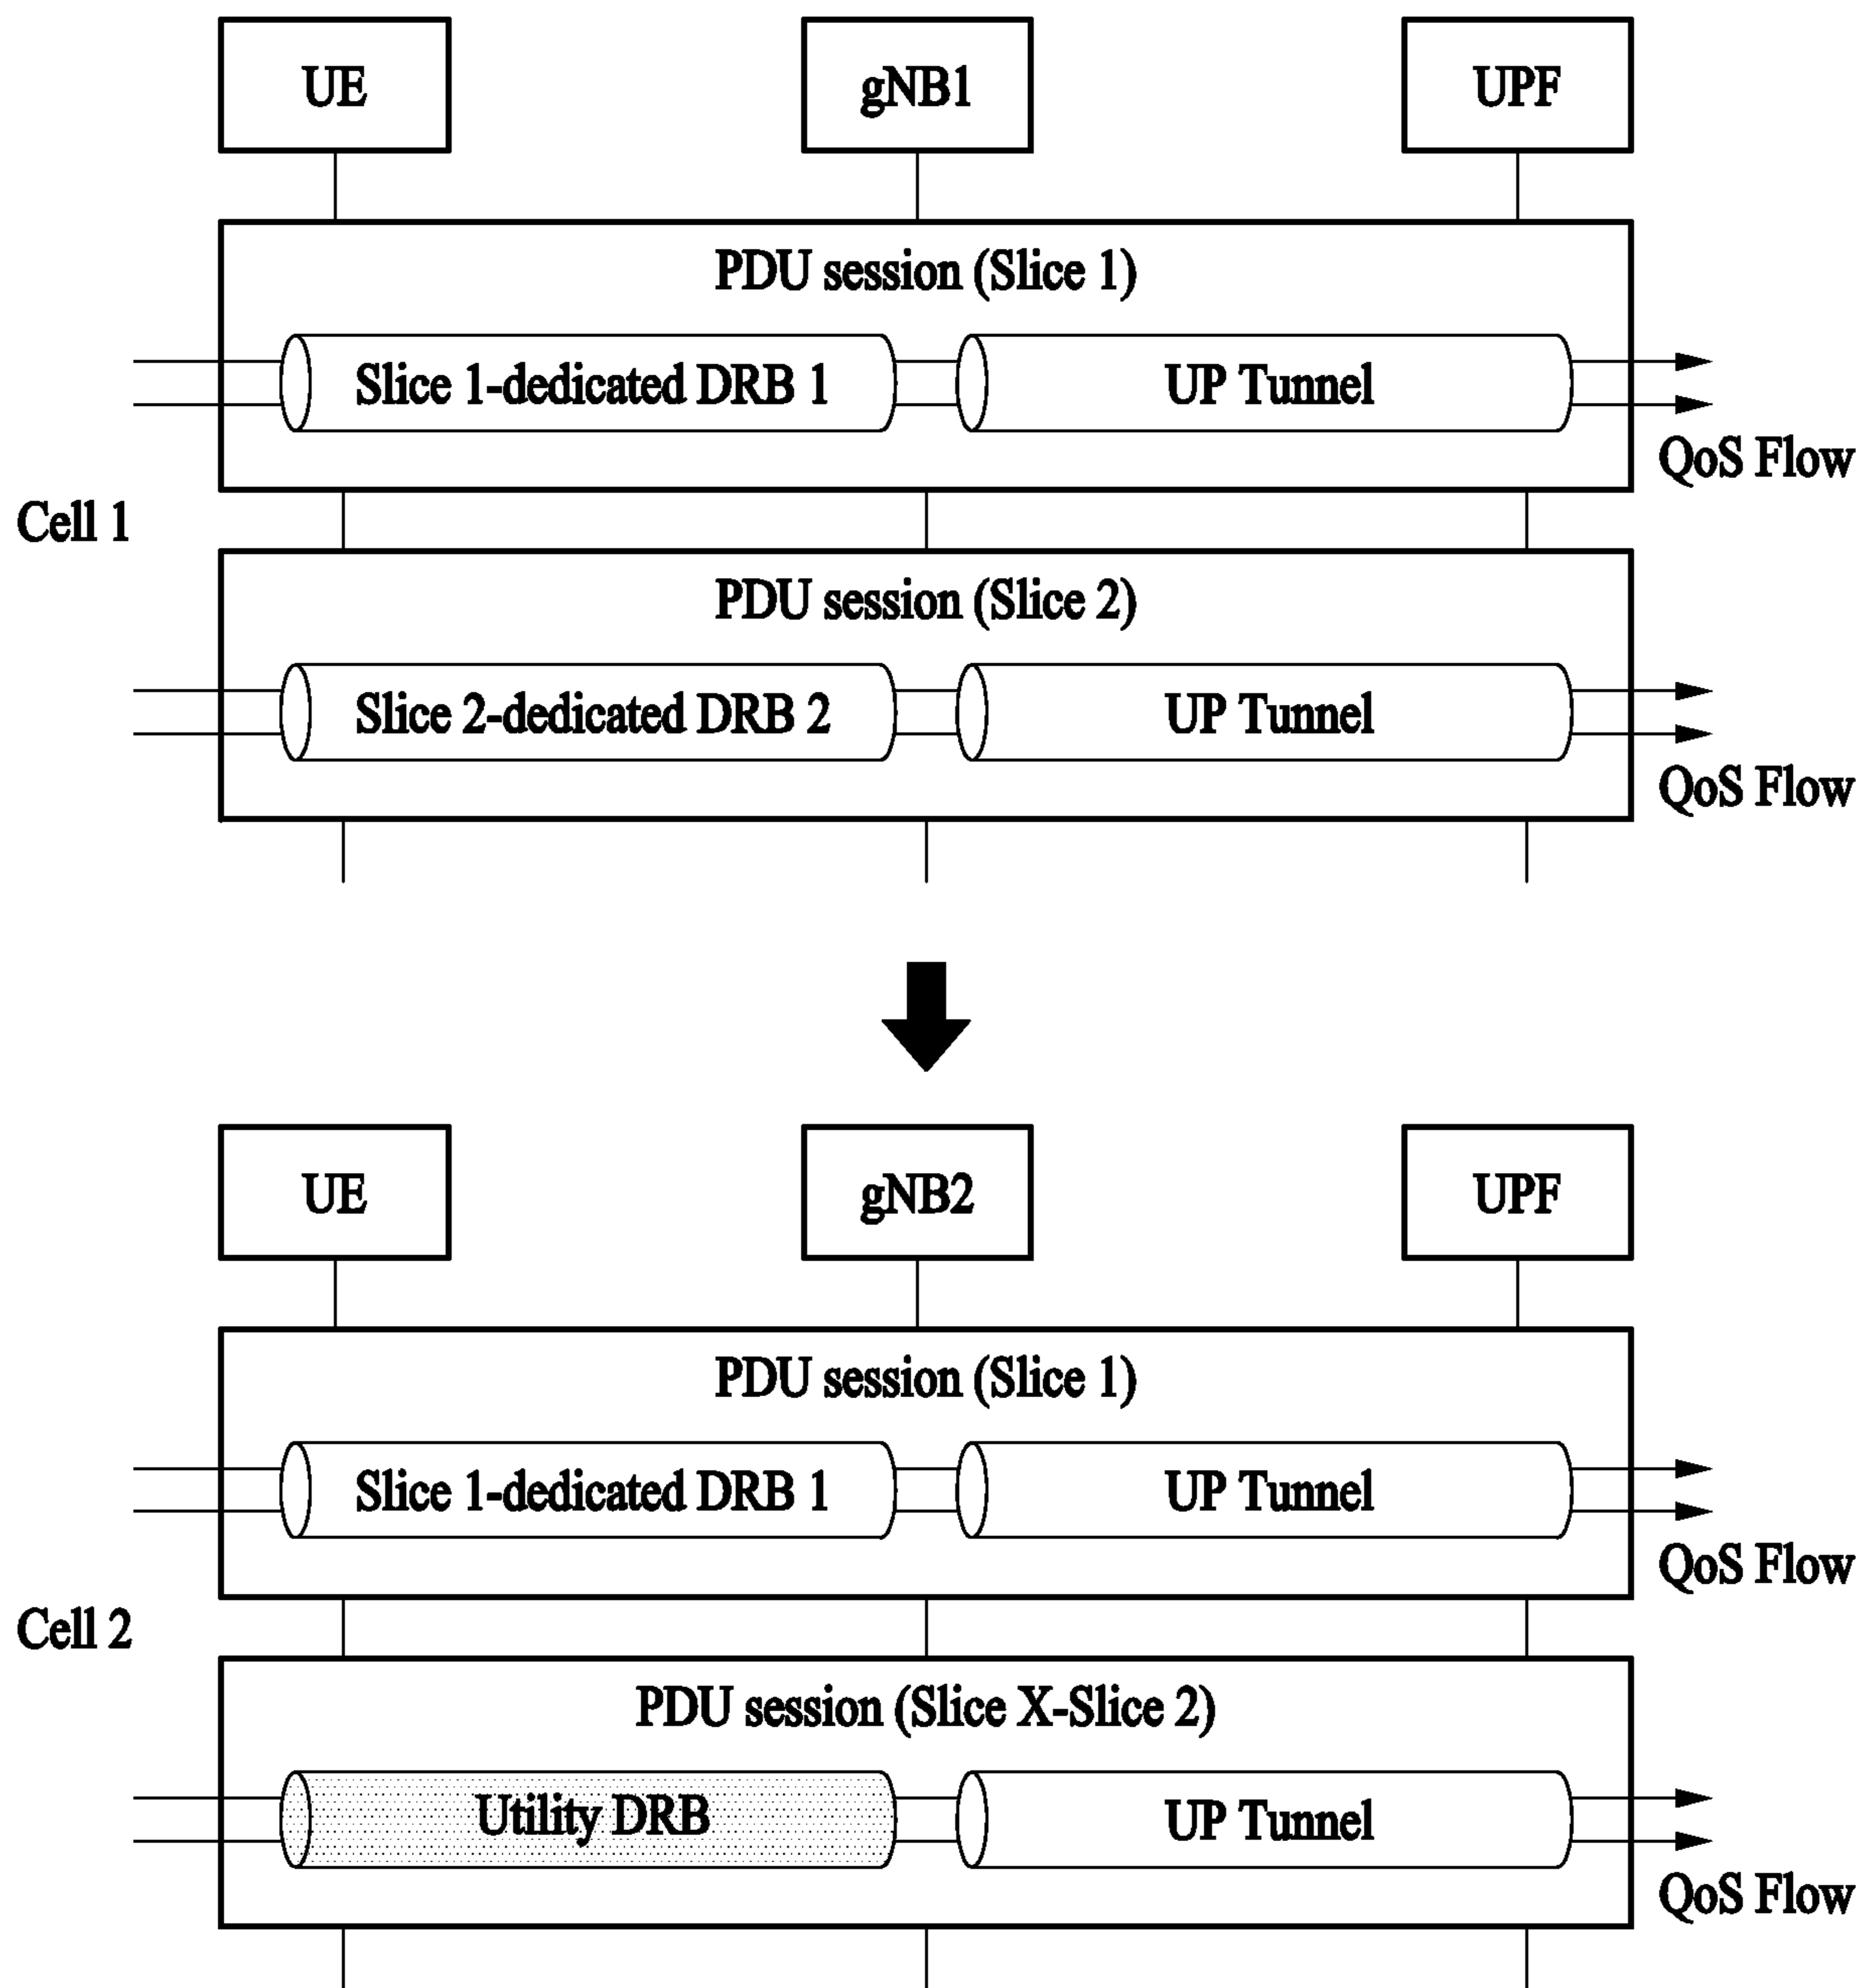 UE
gNB1
UPF
PDU session (Slice 1)
Slice 1-dedicated DRB 1
UP Tunnel
QoS Flow
Cell 1
PDU session (Slice 2)
Slice 2-dedicated DRB 2
UP Tunnel
QoS Flow
UE
gNB2
UPF
PDU session (Slice 1)
Slice 1-dedicated DRB 1
UP Tunnel
QoS Flow
Cell 2
PDU session (Slice X-Slice 2)
Utility DRB
UP Tunnel
QoS Flow